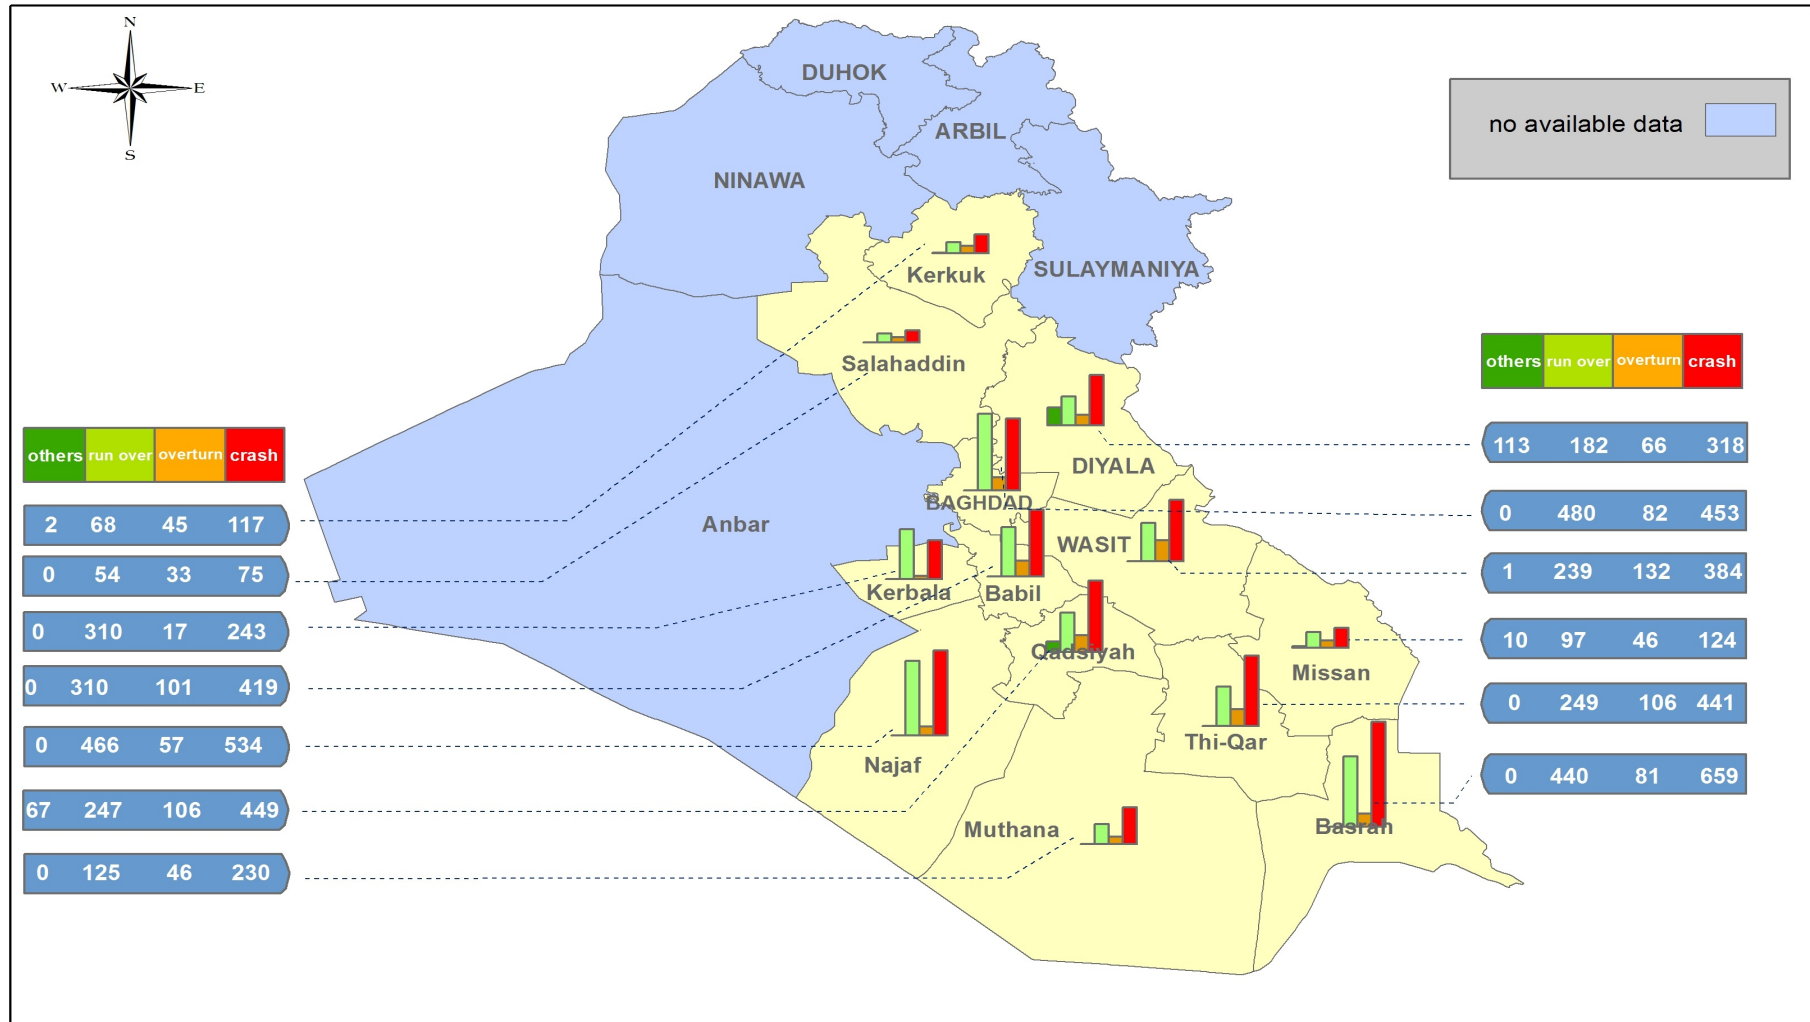 N
W E
S
DUHOK
ARBIL
NINAWA
SULAYMANIYA
Kerkuk
Salahaddin
DIYALA
BAGHDAD
Anbar
WASIT
Kerbala
Babil
Qadsiyah
Missan
Najaf
Thi-Qar
Muthana
Basrah
no available data
others run over overturn crash
2 68 45 117
0 54 33 75
0 310 17 243
0 310 101 419
0 466 57 534
67 247 106 449
0 125 46 230
others run over overturn crash
113 182 66 318
0 480 82 453
1 239 132 384
10 97 46 124
0 249 106 441
0 440 81 659